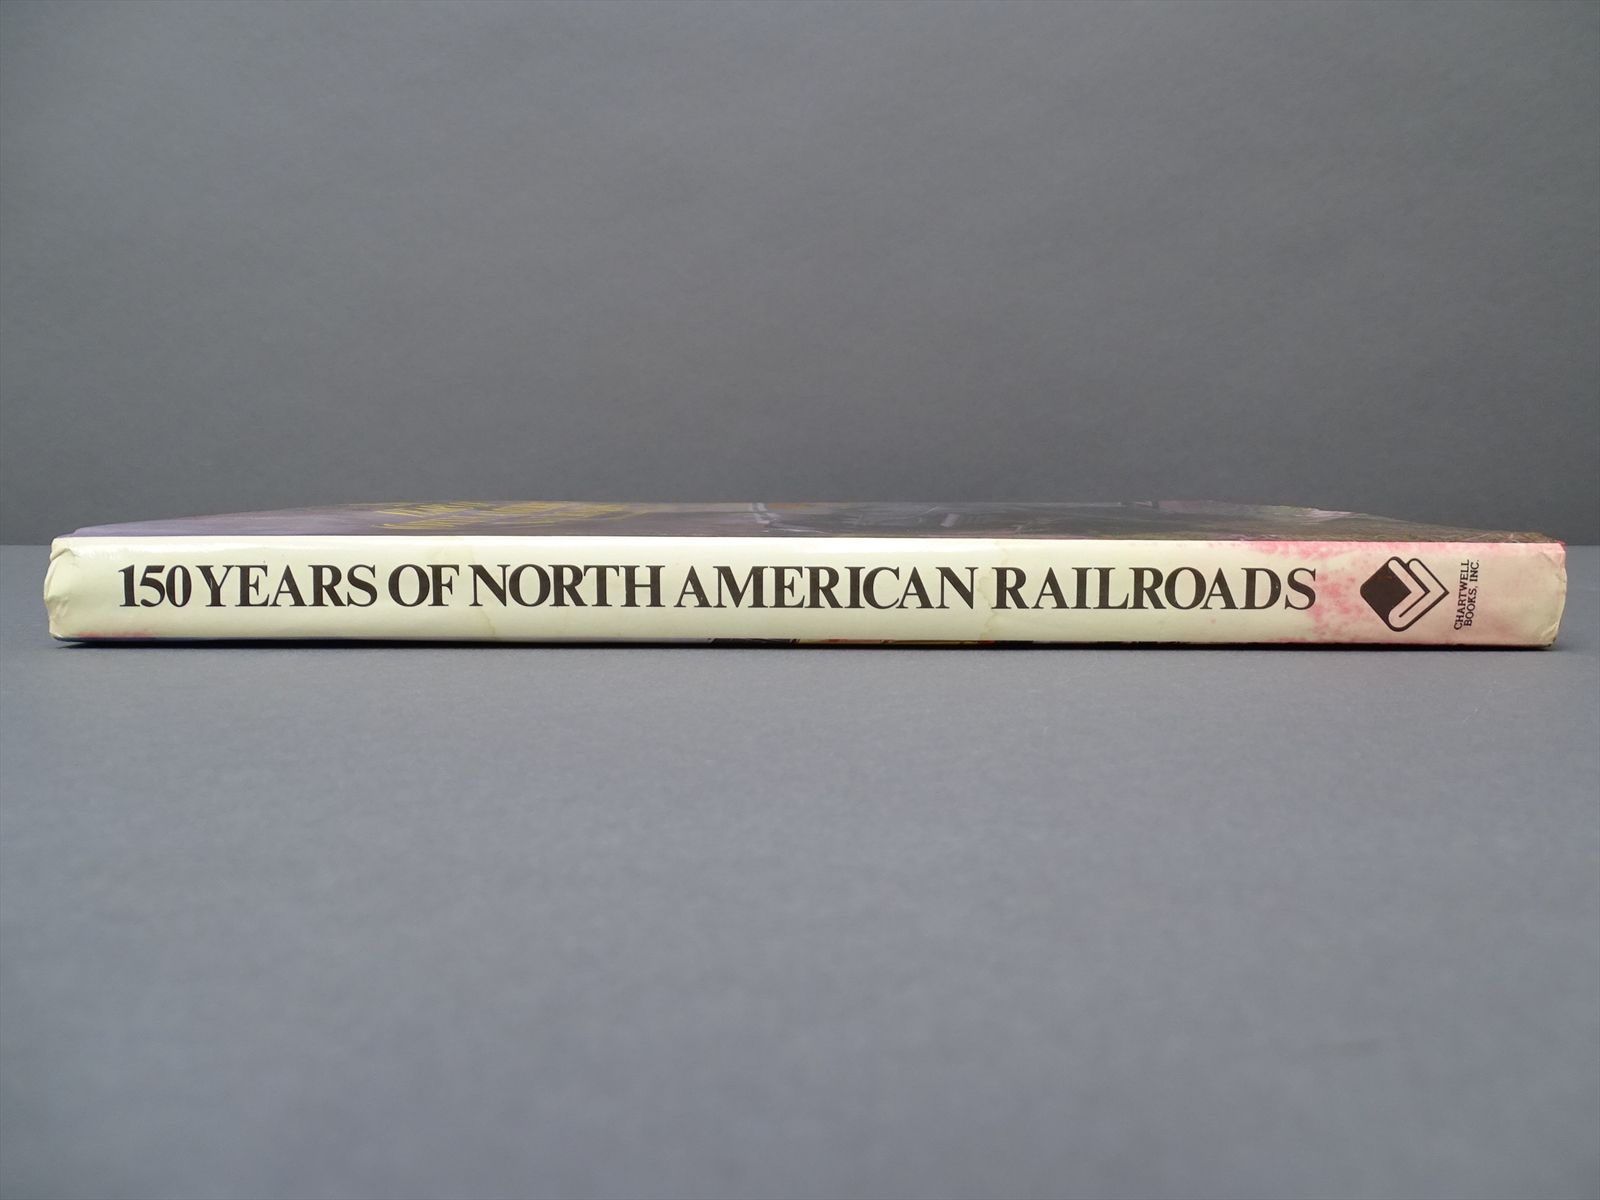 150 YEARS OF NORTH AMERICAN RAILROADS
CHARTWELL
BOOKS, INC.